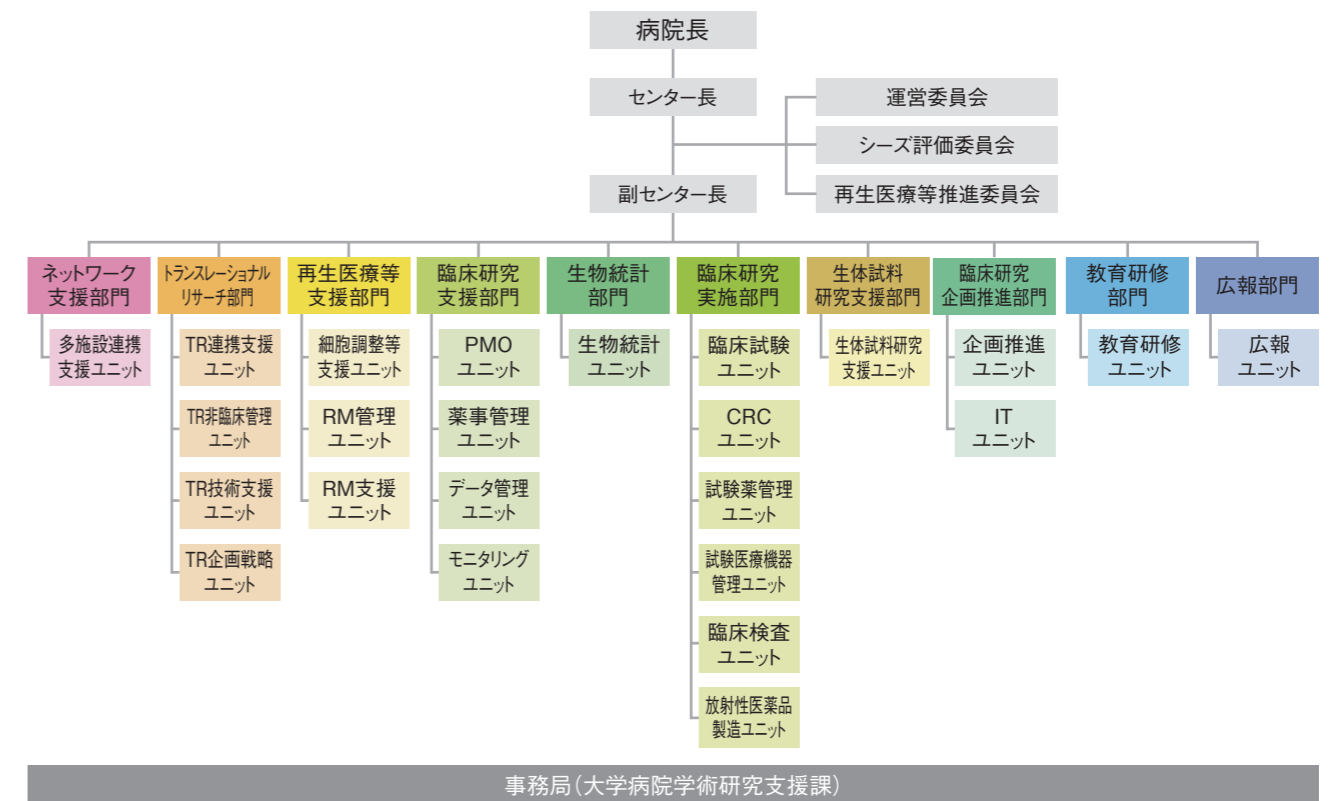 病院長
センター長
運営委員会
シーズ評価委員会
副センター長
再生医療等推進委員会
ネットワーク
支援部門
トランスレーショナル
リサーチ部門
再生医療等
支援部門
臨床研究
支援部門
生物統計
部門
臨床研究
実施部門
生体試料
研究支援部門
臨床研究
企画推進部門
教育研修
部門
広報部門
多施設連携
支援ユニット
TR連携支援
ユニット
細胞調整等
支援ユニット
PMO
ユニット
生物統計
ユニット
臨床試験
ユニット
生体試料研究
支援ユニット
企画推進
ユニット
教育研修
ユニット
広報
ユニット
TR非臨床管理
ユニット
RM管理
ユニット
薬事管理
ユニット
CRC
ユニット
IT
ユニット
TR技術支援
ユニット
RM支援
ユニット
データ管理
ユニット
試験薬管理
ユニット
TR企画戦略
ユニット
モニタリング
ユニット
試験医療機器
管理ユニット
臨床検査
ユニット
放射性医薬品
製造ユニット
事務局(大学病院学術研究支援課)